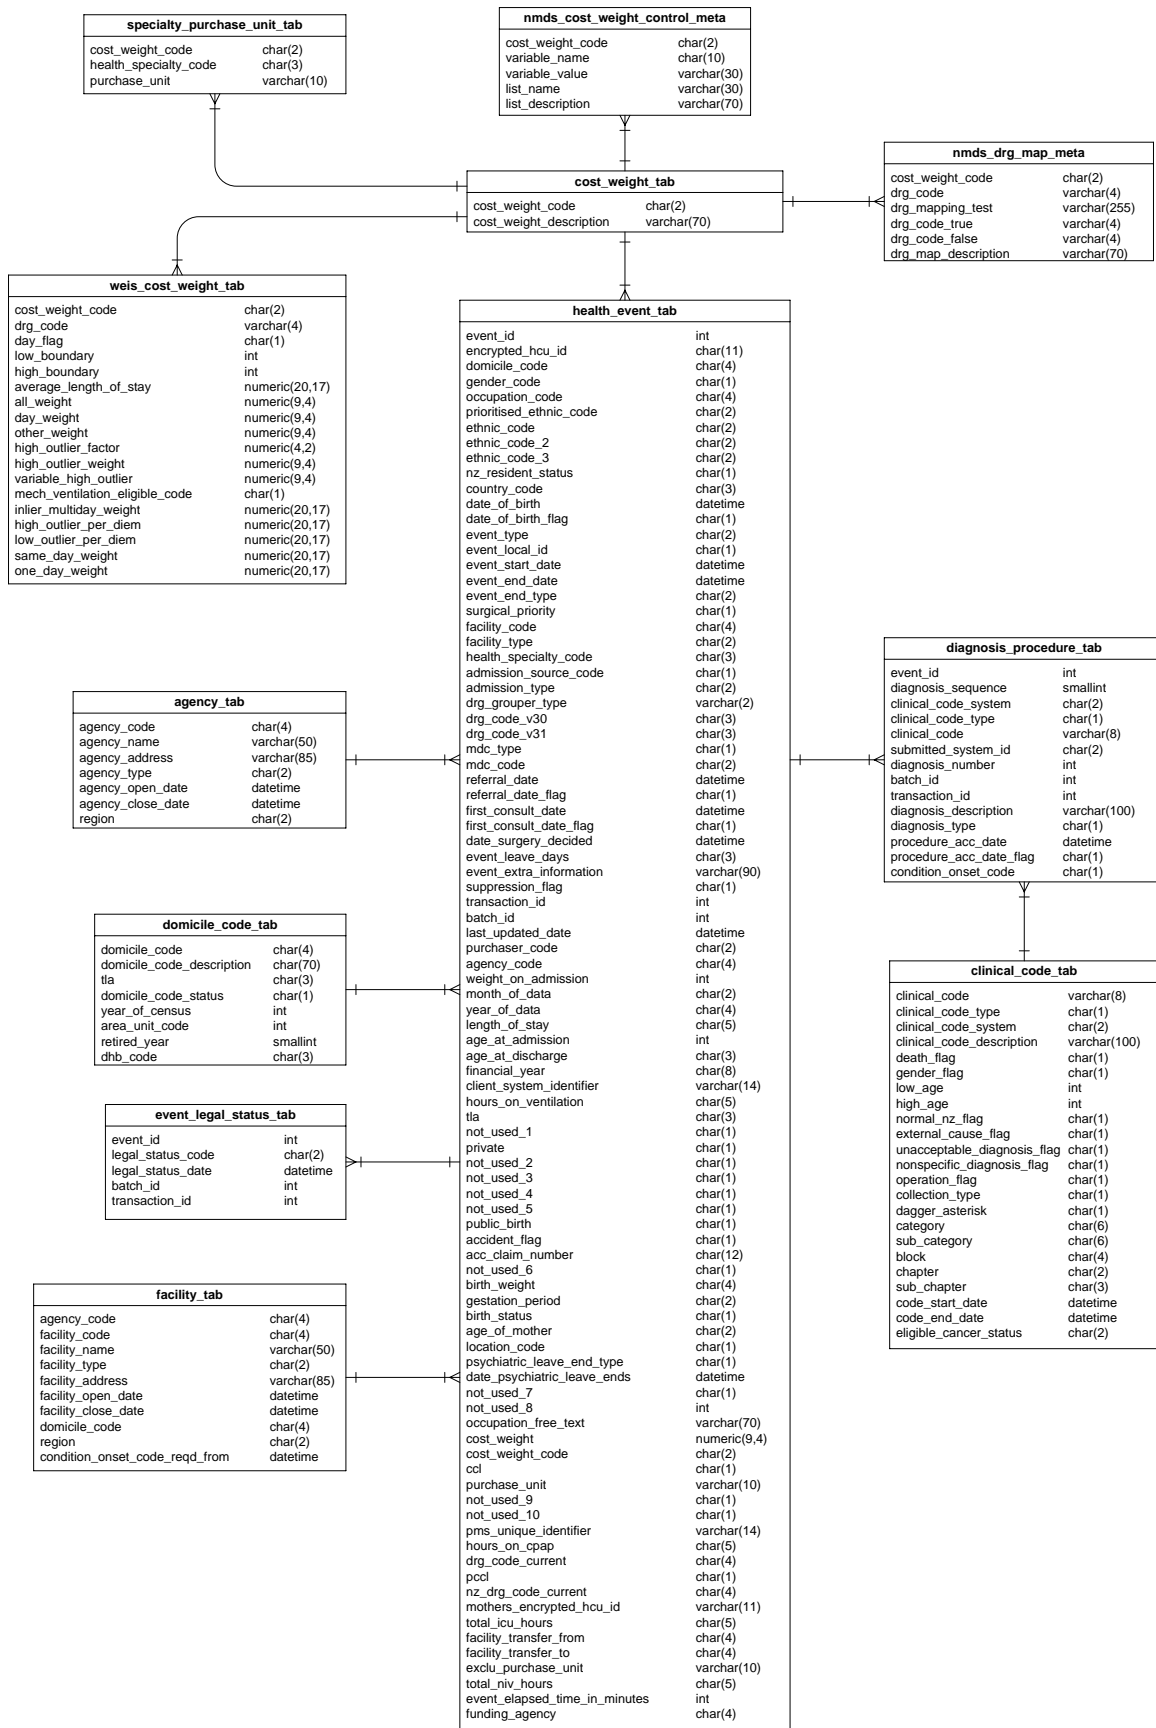 specialty_purchase_unit_tab
cost_weight_code char(2)
health_specialty_code char(3)
purchase_unit varchar(10)
nmds_cost_weight_control_meta
cost_weight_code char(2)
variable_name char(10)
variable_value varchar(30)
list_name varchar(30)
list_description varchar(70)
nmds_drg_map_meta
cost_weight_code char(2)
drg_code varchar(4)
drg_mapping_test varchar(255)
drg_code_true varchar(4)
drg_code_false varchar(4)
drg_map_description varchar(70)
cost_weight_tab
cost_weight_code char(2)
cost_weight_description varchar(70)
weis_cost_weight_tab
cost_weight_code char(2)
drg_code varchar(4)
day_flag char(1)
low_boundary int
high_boundary int
average_length_of_stay numeric(20,17)
all_weight numeric(9,4)
day_weight numeric(9,4)
other_weight numeric(9,4)
high_outlier_factor numeric(4,2)
high_outlier_weight numeric(9,4)
variable_high_outlier numeric(9,4)
mech_ventilation_eligible_code char(1)
inlier_multiday_weight numeric(20,17)
high_outlier_per_diem numeric(20,17)
low_outlier_per_diem numeric(20,17)
same_day_weight numeric(20,17)
one_day_weight numeric(20,17)
health_event_tab
event_id int
encrypted_hcu_id char(11)
domicile_code char(4)
gender_code char(1)
occupation_code char(4)
prioritised_ethnic_code char(2)
ethnic_code char(2)
ethnic_code_2 char(2)
ethnic_code_3 char(2)
nz_resident_status char(1)
country_code char(3)
date_of_birth datetime
date_of_birth_flag char(1)
event_type char(2)
event_local_id char(1)
event_start_date datetime
event_end_date datetime
event_end_type char(2)
surgical_priority char(1)
facility_code char(4)
facility_type char(2)
health_specialty_code char(3)
admission_source_code char(1)
admission_type char(2)
drg_grouper_type varchar(2)
drg_code_v30 char(3)
drg_code_v31 char(3)
mdc_type char(1)
mdc_code char(2)
referral_date datetime
referral_date_flag char(1)
first_consult_date datetime
first_consult_date_flag char(1)
date_surgery_decided datetime
event_leave_days char(3)
event_extra_information varchar(90)
suppression_flag char(1)
transaction_id int
batch_id int
last_updated_date datetime
purchaser_code char(2)
agency_code char(4)
weight_on_admission int
month_of_data char(2)
year_of_data char(4)
length_of_stay char(5)
age_at_admission int
age_at_discharge char(3)
financial_year char(8)
client_system_identifier varchar(14)
hours_on_ventilation char(5)
tla char(3)
not_used_1 char(1)
private char(1)
not_used_2 char(1)
not_used_3 char(1)
not_used_4 char(1)
not_used_5 char(1)
public_birth char(1)
accident_flag char(1)
acc_claim_number char(12)
not_used_6 char(1)
birth_weight char(4)
gestation_period char(2)
birth_status char(1)
age_of_mother char(2)
location_code char(1)
psychiatric_leave_end_type char(1)
date_psychiatric_leave_ends datetime
not_used_7 char(1)
not_used_8 int
occupation_free_text varchar(70)
cost_weight numeric(9,4)
cost_weight_code char(2)
ccl char(1)
purchase_unit varchar(10)
not_used_9 char(1)
not_used_10 char(1)
pms_unique_identifier varchar(14)
hours_on_cpap char(5)
drg_code_current char(4)
pccl char(1)
nz_drg_code_current char(4)
mothers_encrypted_hcu_id varchar(11)
total_icu_hours char(5)
facility_transfer_from char(4)
facility_transfer_to char(4)
exclu_purchase_unit varchar(10)
total_niv_hours char(5)
event_elapsed_time_in_minutes int
funding_agency char(4)
agency_tab
agency_code char(4)
agency_name varchar(50)
agency_address varchar(85)
agency_type char(2)
agency_open_date datetime
agency_close_date datetime
region char(2)
domicile_code_tab
domicile_code char(4)
domicile_code_description char(70)
tla char(3)
domicile_code_status char(1)
year_of_census int
area_unit_code int
retired_year smallint
dhb_code char(3)
event_legal_status_tab
event_id int
legal_status_code char(2)
legal_status_date datetime
batch_id int
transaction_id int
facility_tab
agency_code char(4)
facility_code char(4)
facility_name varchar(50)
facility_type char(2)
facility_address varchar(85)
facility_open_date datetime
facility_close_date datetime
domicile_code char(4)
region char(2)
condition_onset_code_reqd_from datetime
diagnosis_procedure_tab
event_id int
diagnosis_sequence smallint
clinical_code_system char(2)
clinical_code_type char(1)
clinical_code varchar(8)
submitted_system_id char(2)
diagnosis_number int
batch_id int
transaction_id int
diagnosis_description varchar(100)
diagnosis_type char(1)
procedure_acc_date datetime
procedure_acc_date_flag char(1)
condition_onset_code char(1)
clinical_code_tab
clinical_code varchar(8)
clinical_code_type char(1)
clinical_code_system char(2)
clinical_code_description varchar(100)
death_flag char(1)
gender_flag char(1)
low_age int
high_age int
normal_nz_flag char(1)
external_cause_flag char(1)
unacceptable_diagnosis_flag char(1)
nonspecific_diagnosis_flag char(1)
operation_flag char(1)
collection_type char(1)
dagger_asterisk char(1)
category char(6)
sub_category char(6)
block char(4)
chapter char(2)
sub_chapter char(3)
code_start_date datetime
code_end_date datetime
eligible_cancer_status char(2)